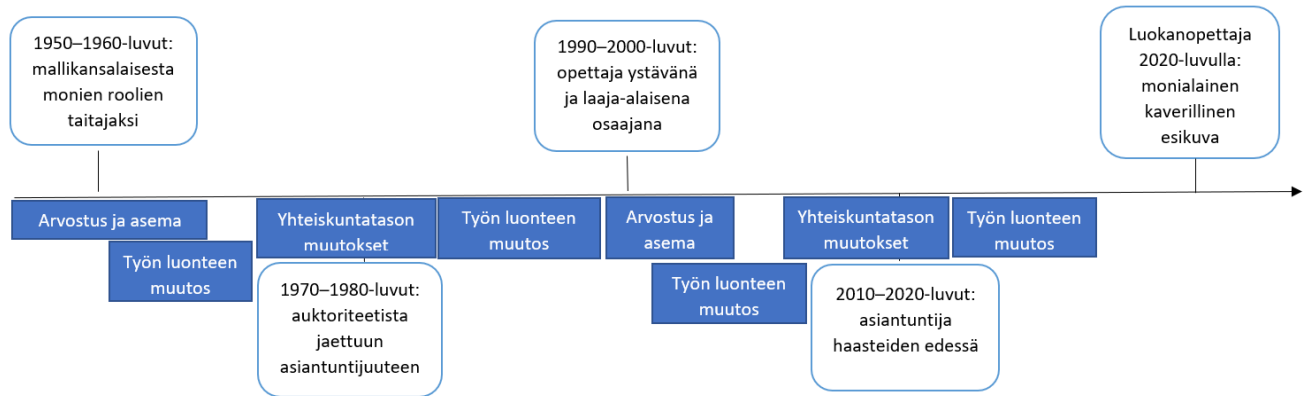 1950–1960-luvut:
mallikansalaisesta
monien roolien
taitajaksi
1990–2000-luvut:
opettaja ystävänä
ja laaja-alaisena
osaajana
Luokanopettaja
2020-luvulla:
monialainen
kaverillinen
esikuva
Arvostus ja asema
Työn luonteen
muutos
Yhteiskuntatason
muutokset
Työn luonteen
muutos
Arvostus ja
asema
Työn luonteen
muutos
Yhteiskuntatason
muutokset
Työn luonteen
muutos
1970–1980-luvut:
auktoriteetista
jaettuun
asiantuntijuuteen
2010–2020-luvut:
asiantuntija
haasteiden edessä